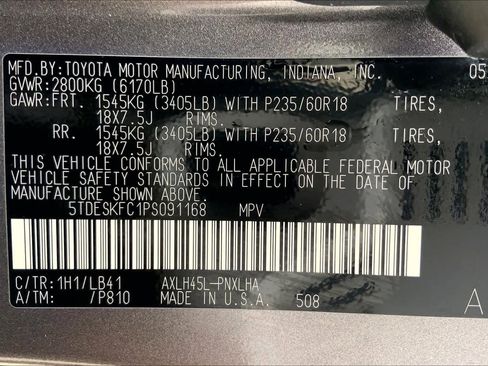 MFD. BY:TOYOTA MOTOR MANUFACTURING, INDIANA, INC. 05
GVWR:2800KG (6170LB)
GAWR:FRT. 1545KG (3405LB) WITH P235/60R18 TIRES,
18X7.5J RIMS.
RR. 1545KG (3405LB) WITH P235/60R18 TIRES,
18X7.5J RIMS.
THIS VEHICLE CONFORMS TO ALL APPLICABLE FEDERAL MOTOR
VEHICLE SAFETY STANDARDS IN EFFECT ON THE DATE OF
MANUFACTURE SHOWN ABOVE.
5TDESKFC1PS091168 MPV
C/TR:1H1/LB41 AXLH45L-PNXLHA
A/TM: /P810 MADE IN U.S.A. 508 A